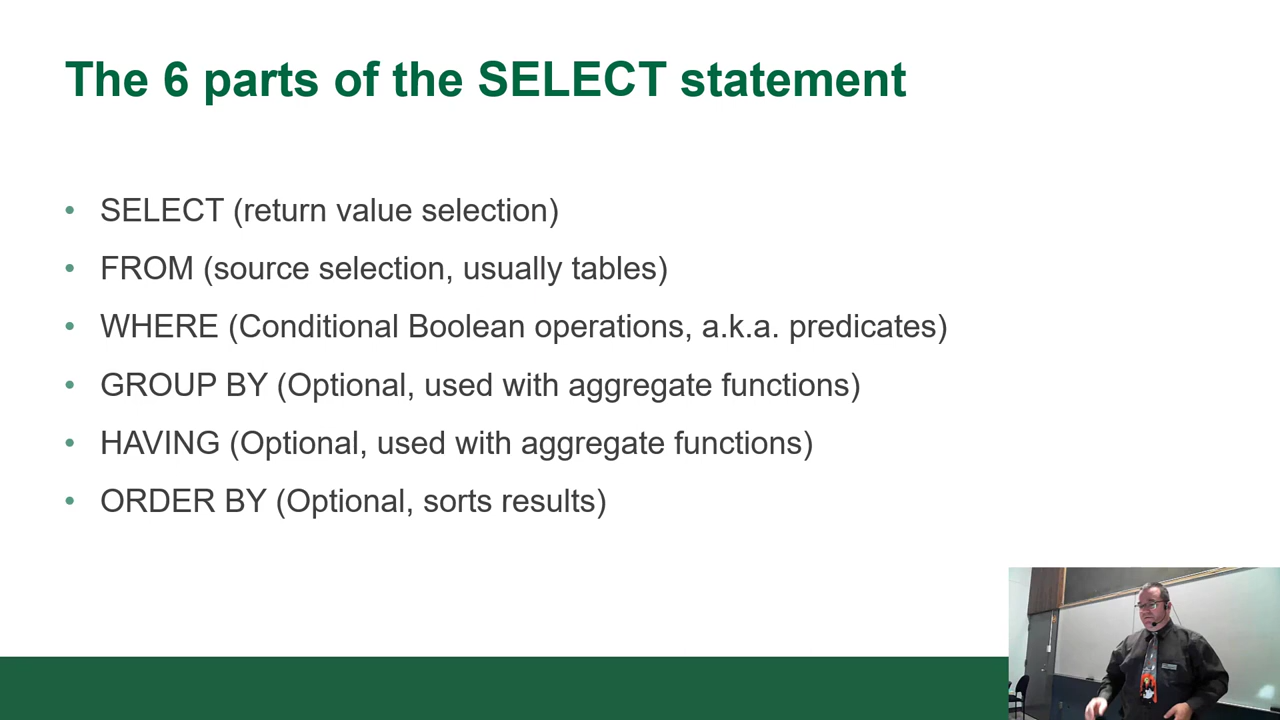 The 6 parts of the SELECT statement
• SELECT (return value selection)
• FROM (source selection, usually tables)
• WHERE (Conditional Boolean operations, a.k.a. predicates)
• GROUP BY (Optional, used with aggregate functions)
• HAVING (Optional, used with aggregate functions)
• ORDER BY (Optional, sorts results)